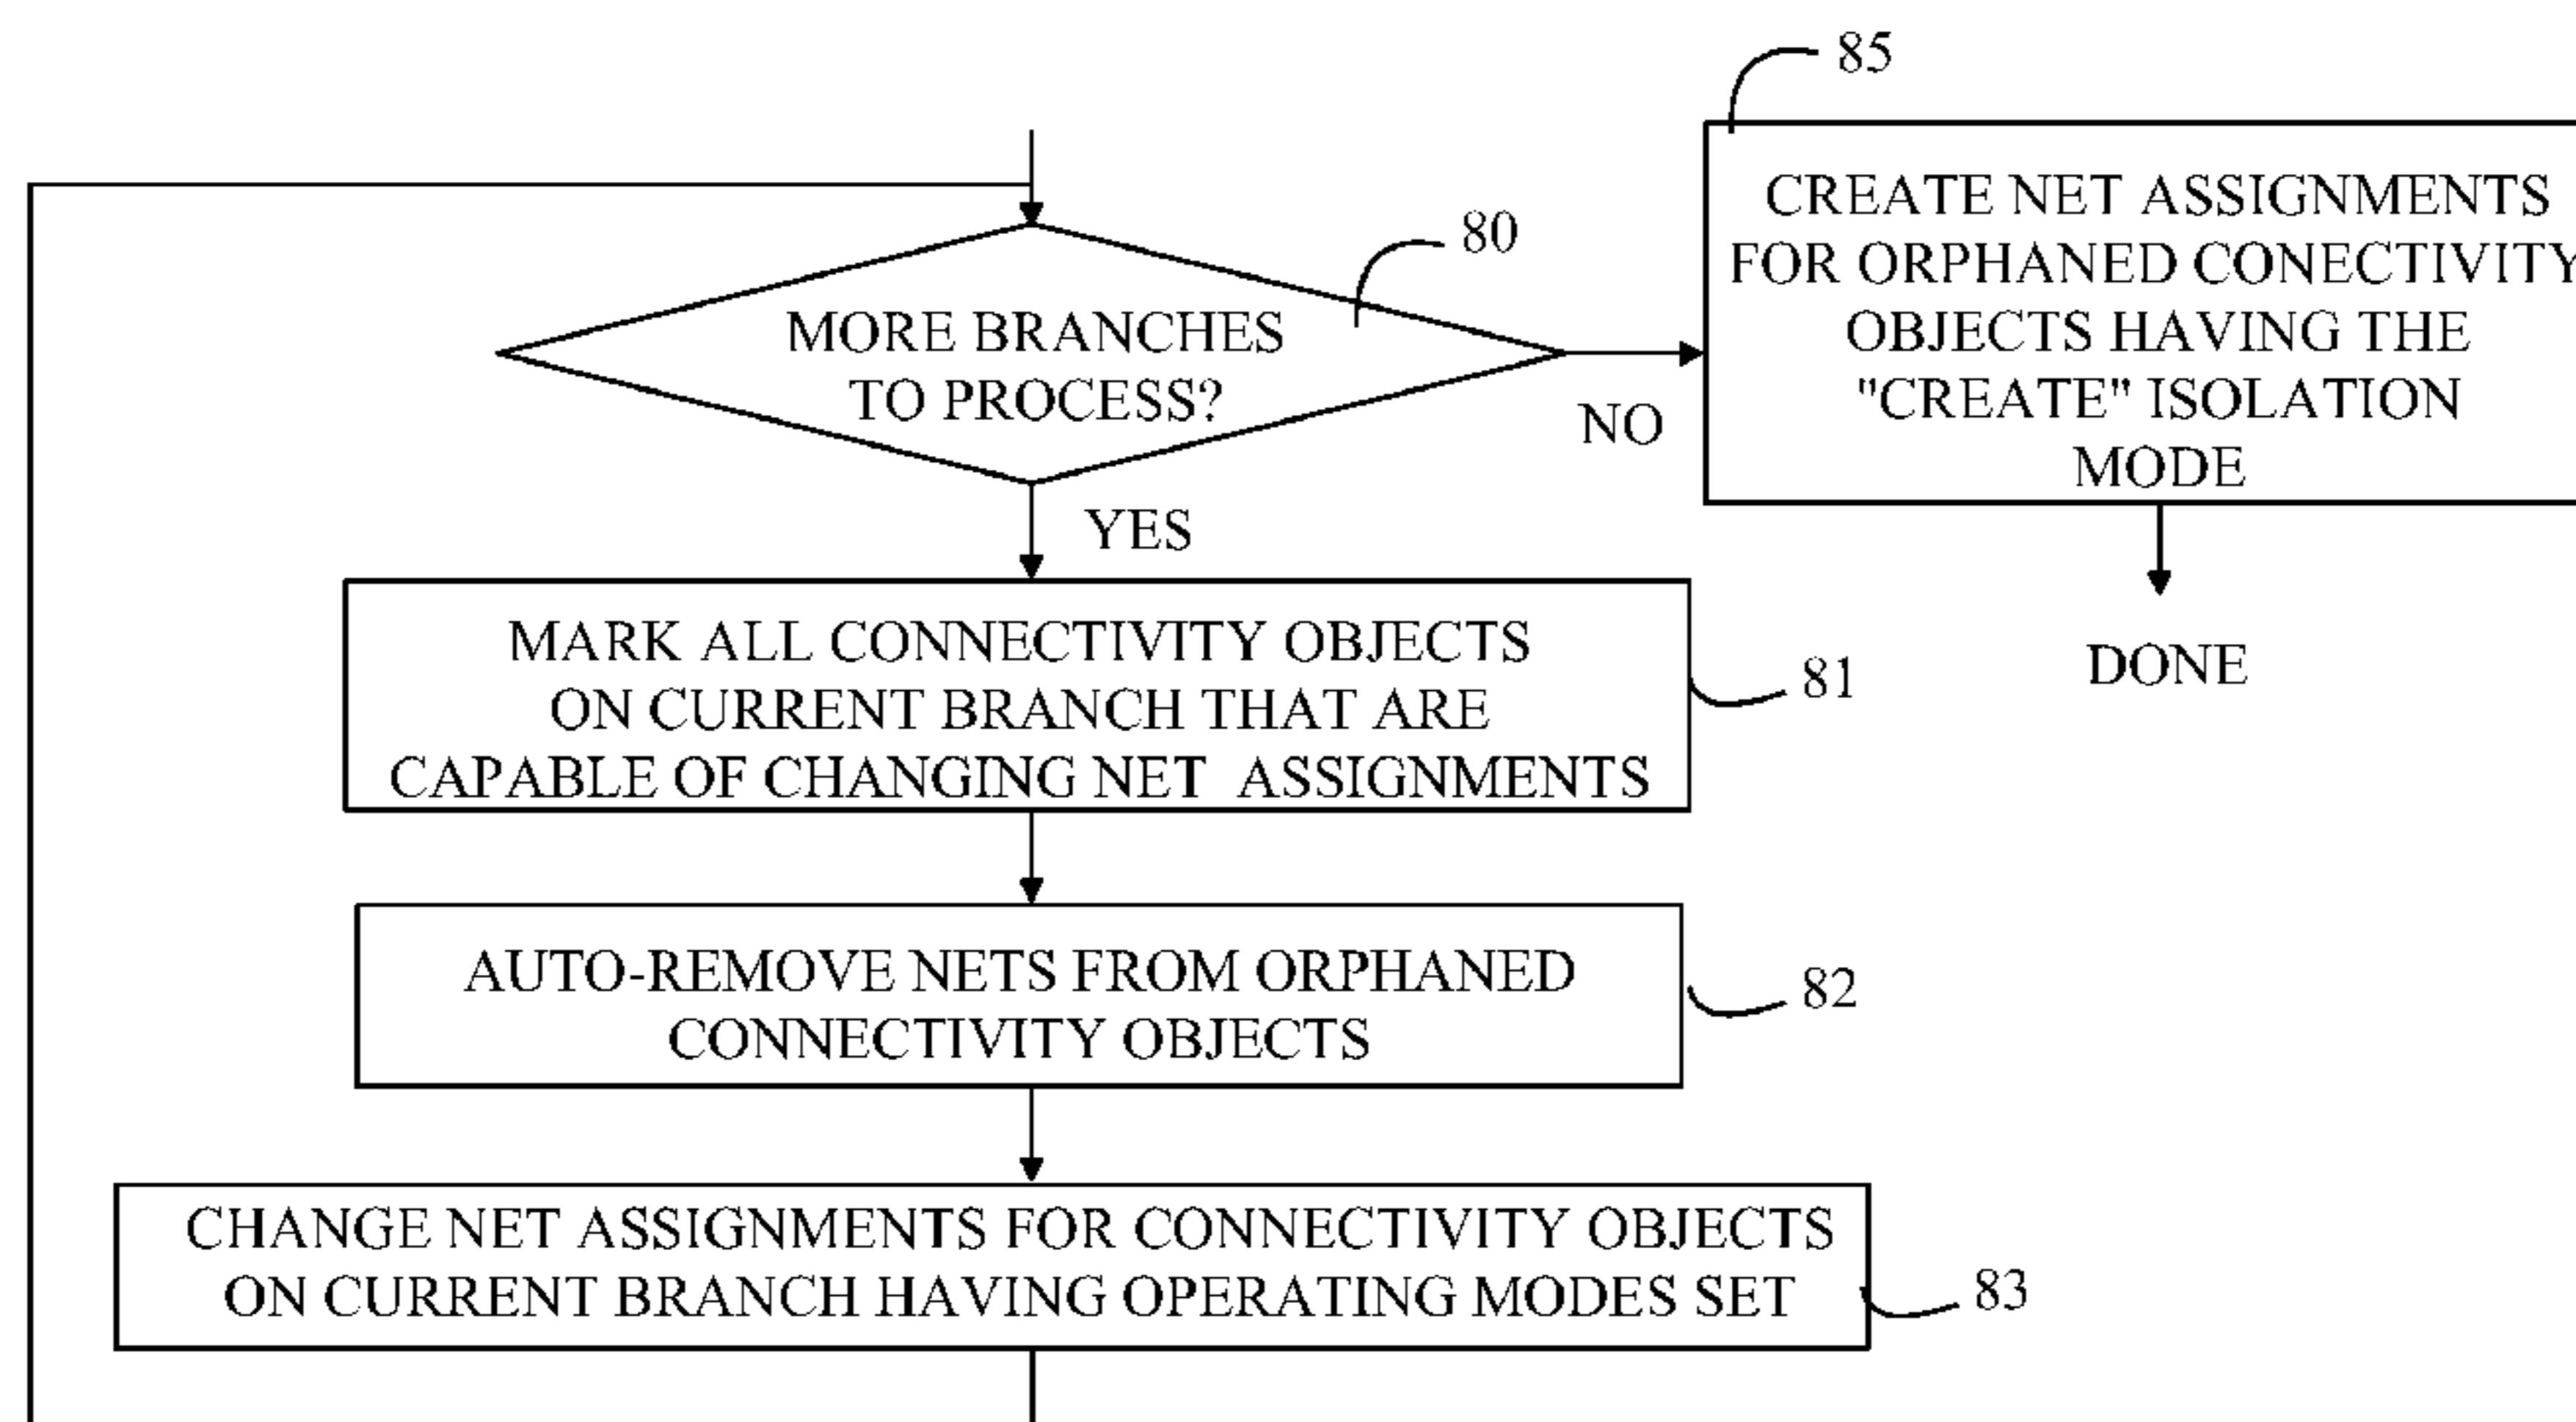 85
CREATE NET ASSIGNMENTS
FOR ORPHANED CONECTIVITY
OBJECTS HAVING THE
"CREATE" ISOLATION
MODE
80
MORE BRANCHES
TO PROCESS?
NO
YES
DONE
MARK ALL CONNECTIVITY OBJECTS
ON CURRENT BRANCH THAT ARE
CAPABLE OF CHANGING NET ASSIGNMENTS
81
AUTO-REMOVE NETS FROM ORPHANED
CONNECTIVITY OBJECTS
82
CHANGE NET ASSIGNMENTS FOR CONNECTIVITY OBJECTS
ON CURRENT BRANCH HAVING OPERATING MODES SET
83